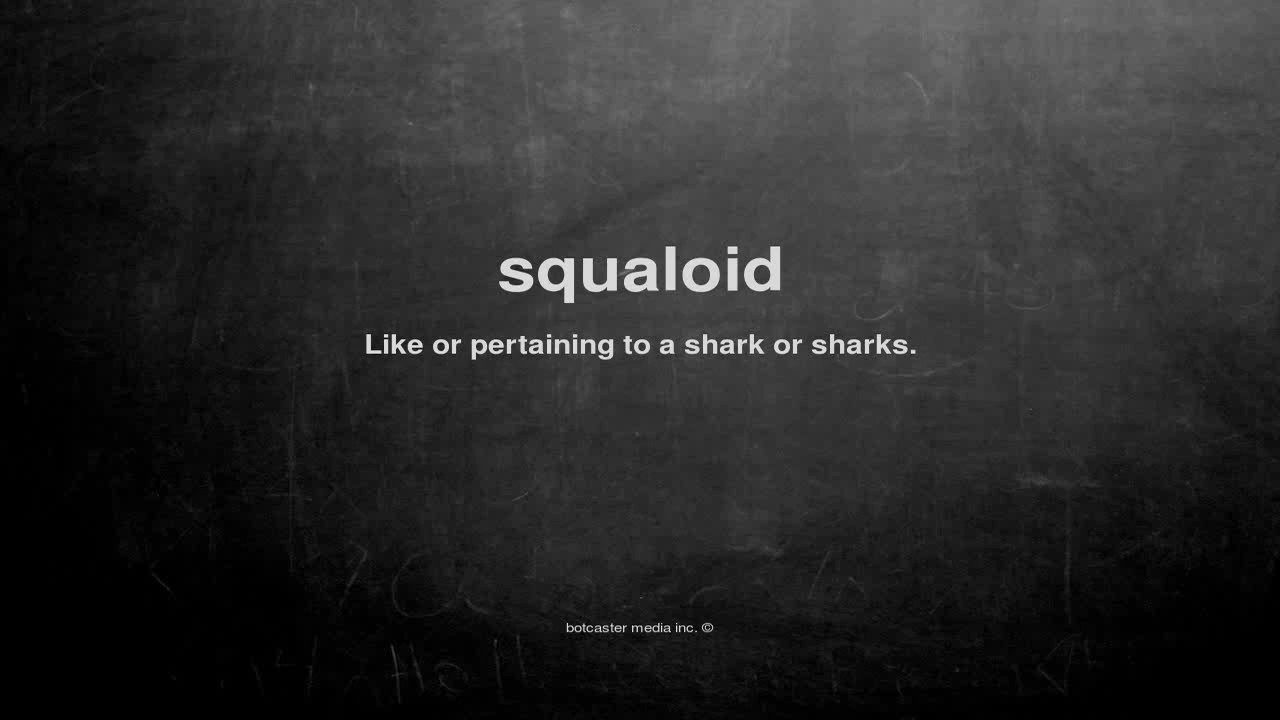 squaloid
Like or pertaining to a shark or sharks.
botcaster media inc. ©